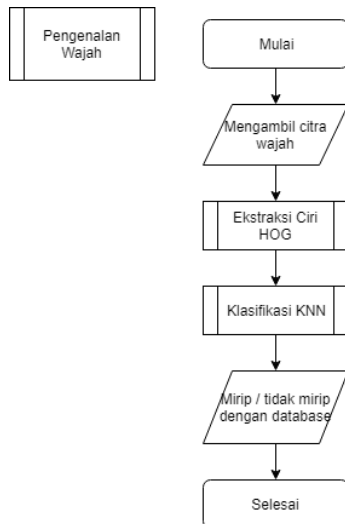 Pengenalan
Wajah
Mulai
Mengambil citra
wajah
Ekstraksi Ciri
HOG
Klasifikasi KNN
Mirip / tidak mirip
dengan database
Selesai